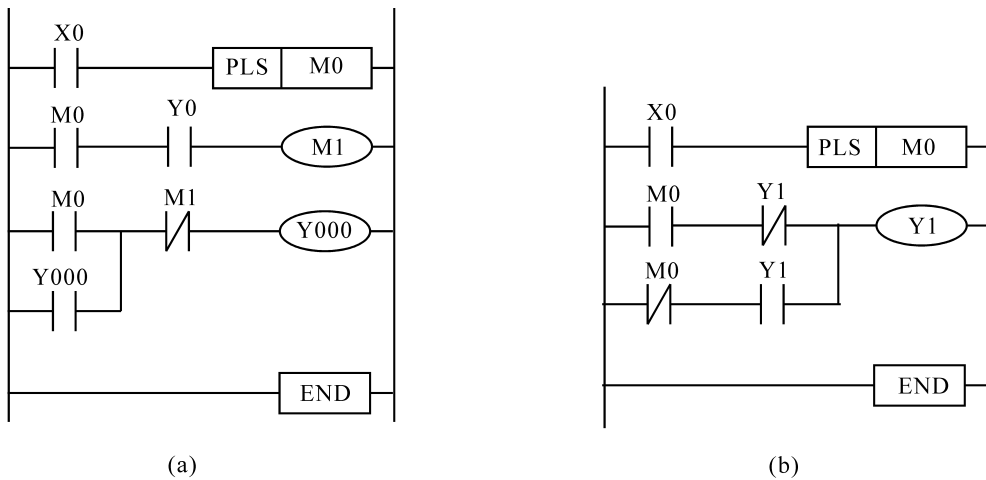 X0
PLS M0
M0 Y0
M1
M0 M1
Y000
Y000
END
(a)
X0
PLS M0
M0 Y1
Y1
M0 Y1
END
(b)